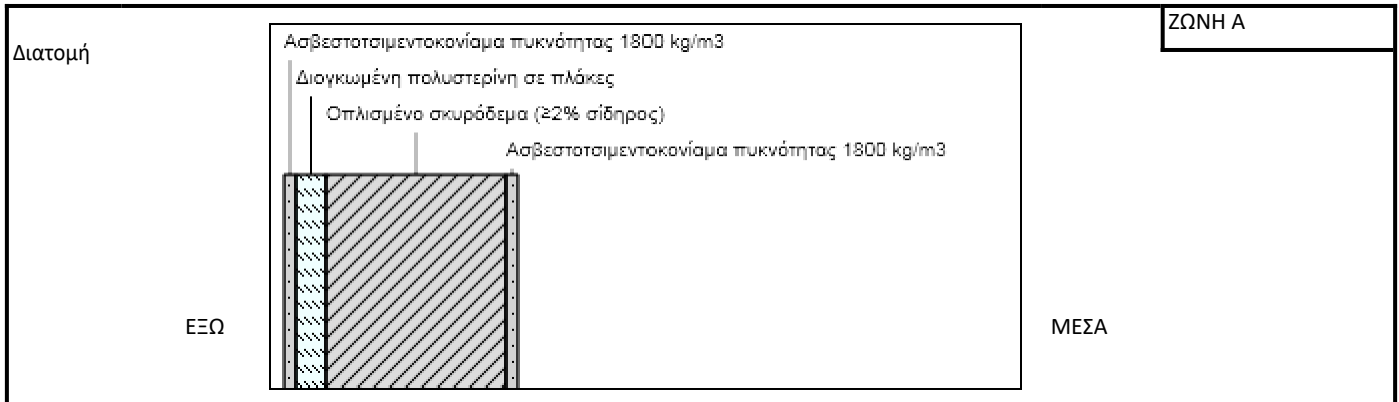 ΖΩΝΗ Α
Διατομή
Ασβεστοτσιμεντοκονίαμα πυκνότητας 1800 kg/m3
Διογκωμένη πολυστερίνη σε πλάκες
Οπλισμένο σκυρόδεμα (≥2% σίδηρος)
Ασβεστοτσιμεντοκονίαμα πυκνότητας 1800 kg/m3
ΕΞΩ
ΜΕΣΑ